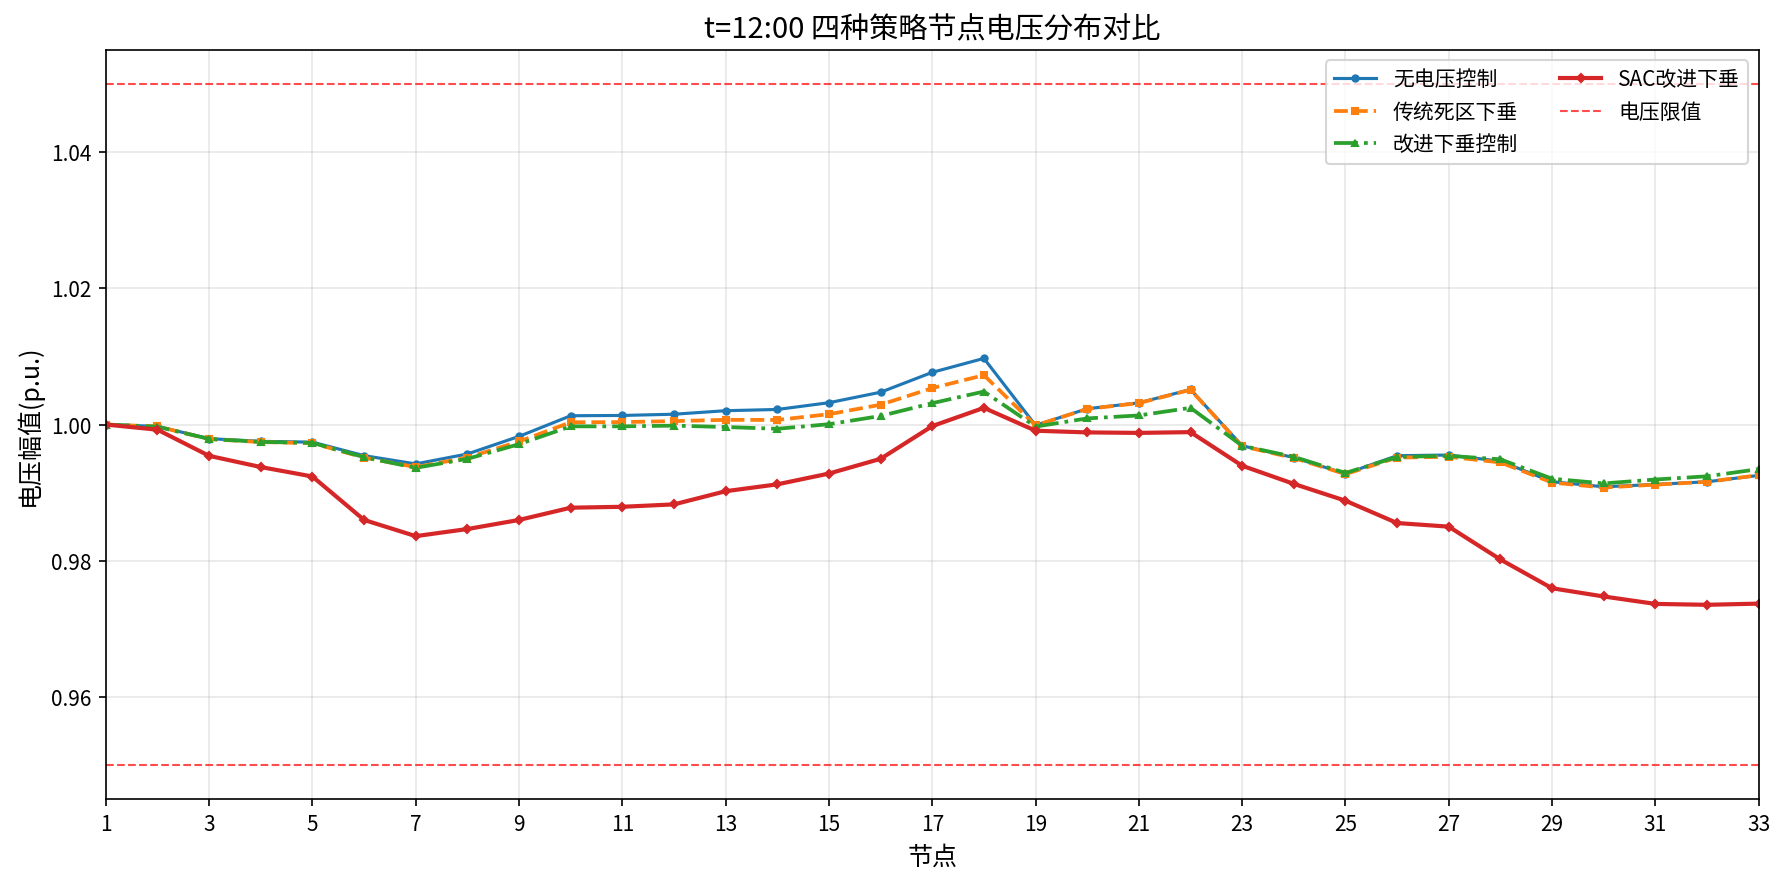 t=12:00 四种策略节点电压分布对比
无电压控制
传统死区下垂
改进下垂控制
SAC改进下垂
电压限值
电压幅值(p.u.)
1.04
1.02
1.00
0.98
0.96
1 3 5 7 9 11 13 15 17 19 21 23 25 27 29 31 33
节点